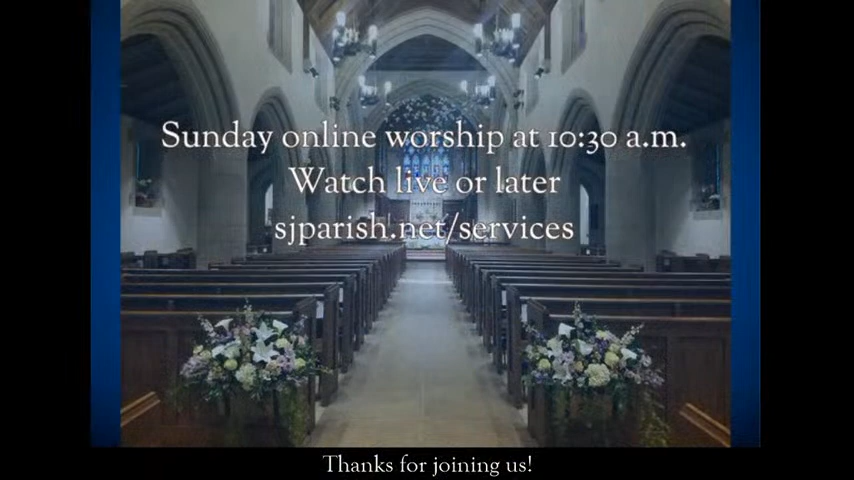 Sunday online worship at 10:30 a.m.
Watch live or later
sjparish.net/services
Thanks for joining us!